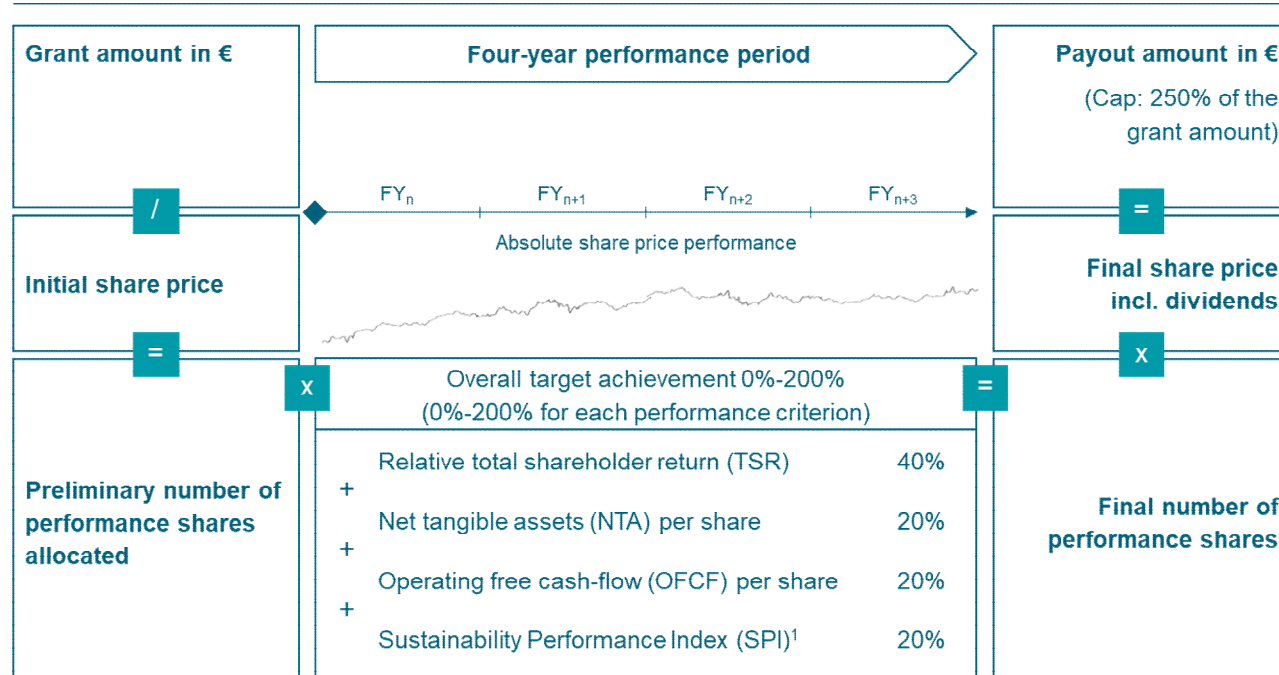 Grant amount in €
/
Initial share price
=
Preliminary number of
performance shares
allocated
x
Four-year performance period
FYn
FYn+1
FYn+2
FYn+3
Absolute share price performance
Overall target achievement 0%-200%
(0%-200% for each performance criterion)
Relative total shareholder return (TSR) 40%
+
Net tangible assets (NTA) per share 20%
+
Operating free cash-flow (OFCF) per share 20%
+
Sustainability Performance Index (SPI)¹ 20%
=
Payout amount in €
(Cap: 250% of the
grant amount)
=
Final share price
incl. dividends
x
Final number of
performance shares